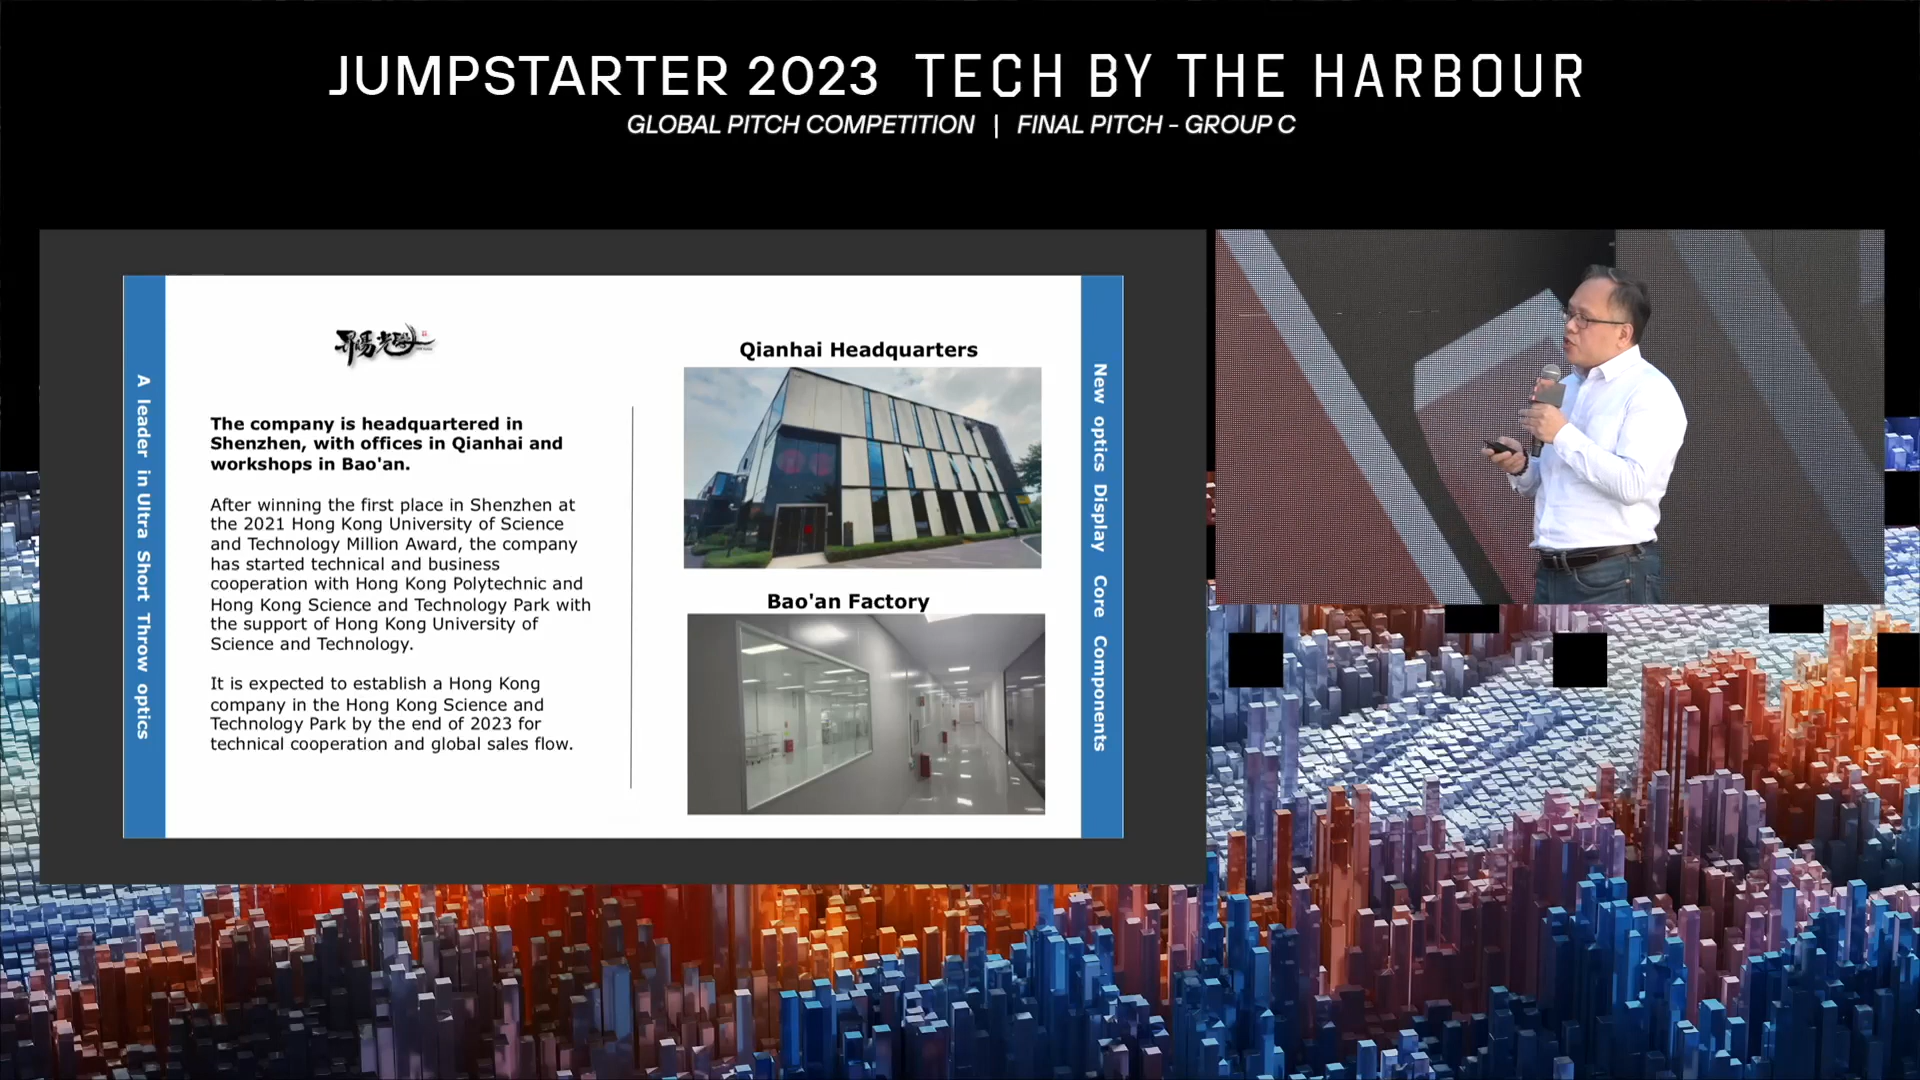 JUMPSTARTER 2023 TECH BY THE HARBOUR
GLOBAL PITCH COMPETITION | FINAL PITCH - GROUP C
A leader in Ultra Short Throw optics
The company is headquartered in
Shenzhen, with offices in Qianhai and
workshops in Bao'an.
After winning the first place in Shenzhen at
the 2021 Hong Kong University of Science
and Technology Million Award, the company
has started technical and business
cooperation with Hong Kong Polytechnic and
Hong Kong Science and Technology Park with
the support of Hong Kong University of
Science and Technology.
It is expected to establish a Hong Kong
company in the Hong Kong Science and
Technology Park by the end of 2023 for
technical cooperation and global sales flow.
Qianhai Headquarters
Bao'an Factory
New optics Display Core Components